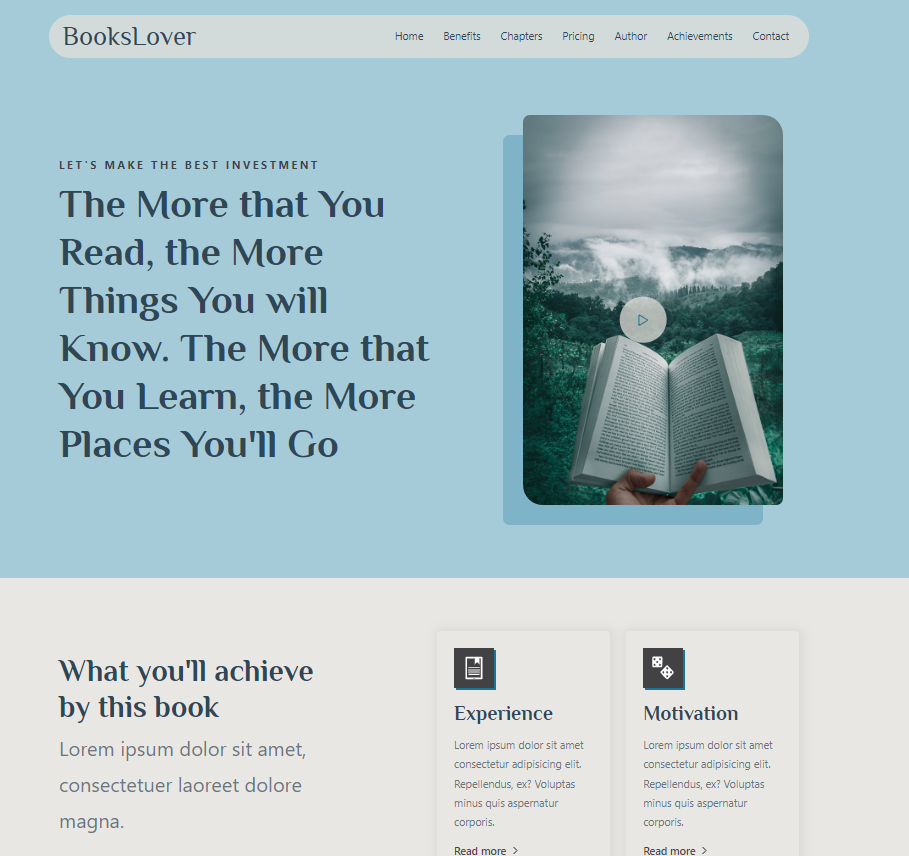 BooksLover
Home Benefits Chapters Pricing Author Achievements Contact
LET'S MAKE THE BEST INVESTMENT
The More that You
Read, the More
Things You will
Know. The More that
You Learn, the More
Places You'll Go
What you'll achieve
by this book
Lorem ipsum dolor sit amet,
consectetuer laoreet dolore
magna.
Experience
Lorem ipsum dolor sit amet
consectetur adipisicing elit.
Repellendus, ex? Voluptas
minus quis aspernatur
corporis.
Read more
Motivation
Lorem ipsum dolor sit amet
consectetur adipisicing elit.
Repellendus, ex? Voluptas
minus quis aspernatur
corporis.
Read more